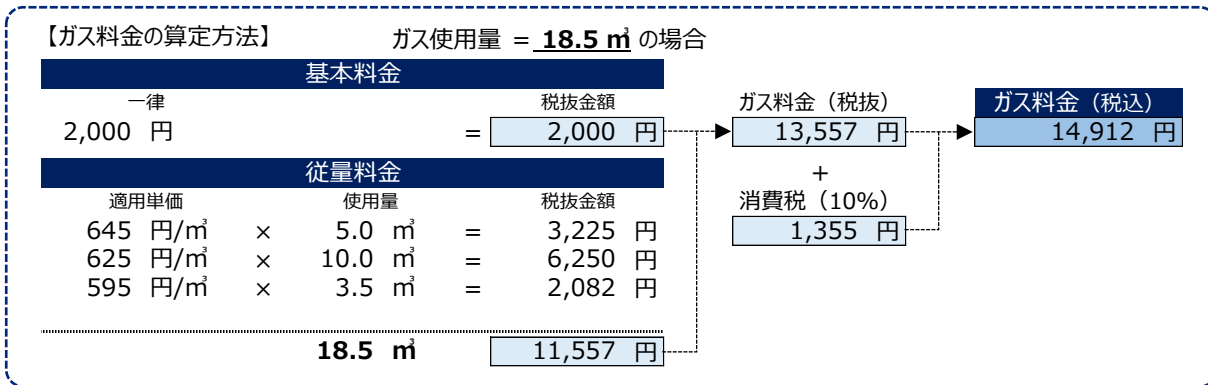 【ガス料金の算定方法】 ガス使用量 = 18.5 ㎥ の場合
基本料金
一律 税抜金額
2,000 円 = 2,000 円
従量料金
適用単価 使用量 税抜金額
645 円/㎥ × 5.0 ㎥ = 3,225 円
625 円/㎥ × 10.0 ㎥ = 6,250 円
595 円/㎥ × 3.5 ㎥ = 2,082 円
18.5 ㎥ 11,557 円
ガス料金（税抜）
13,557 円
+
消費税（10%）
1,355 円
ガス料金（税込）
14,912 円